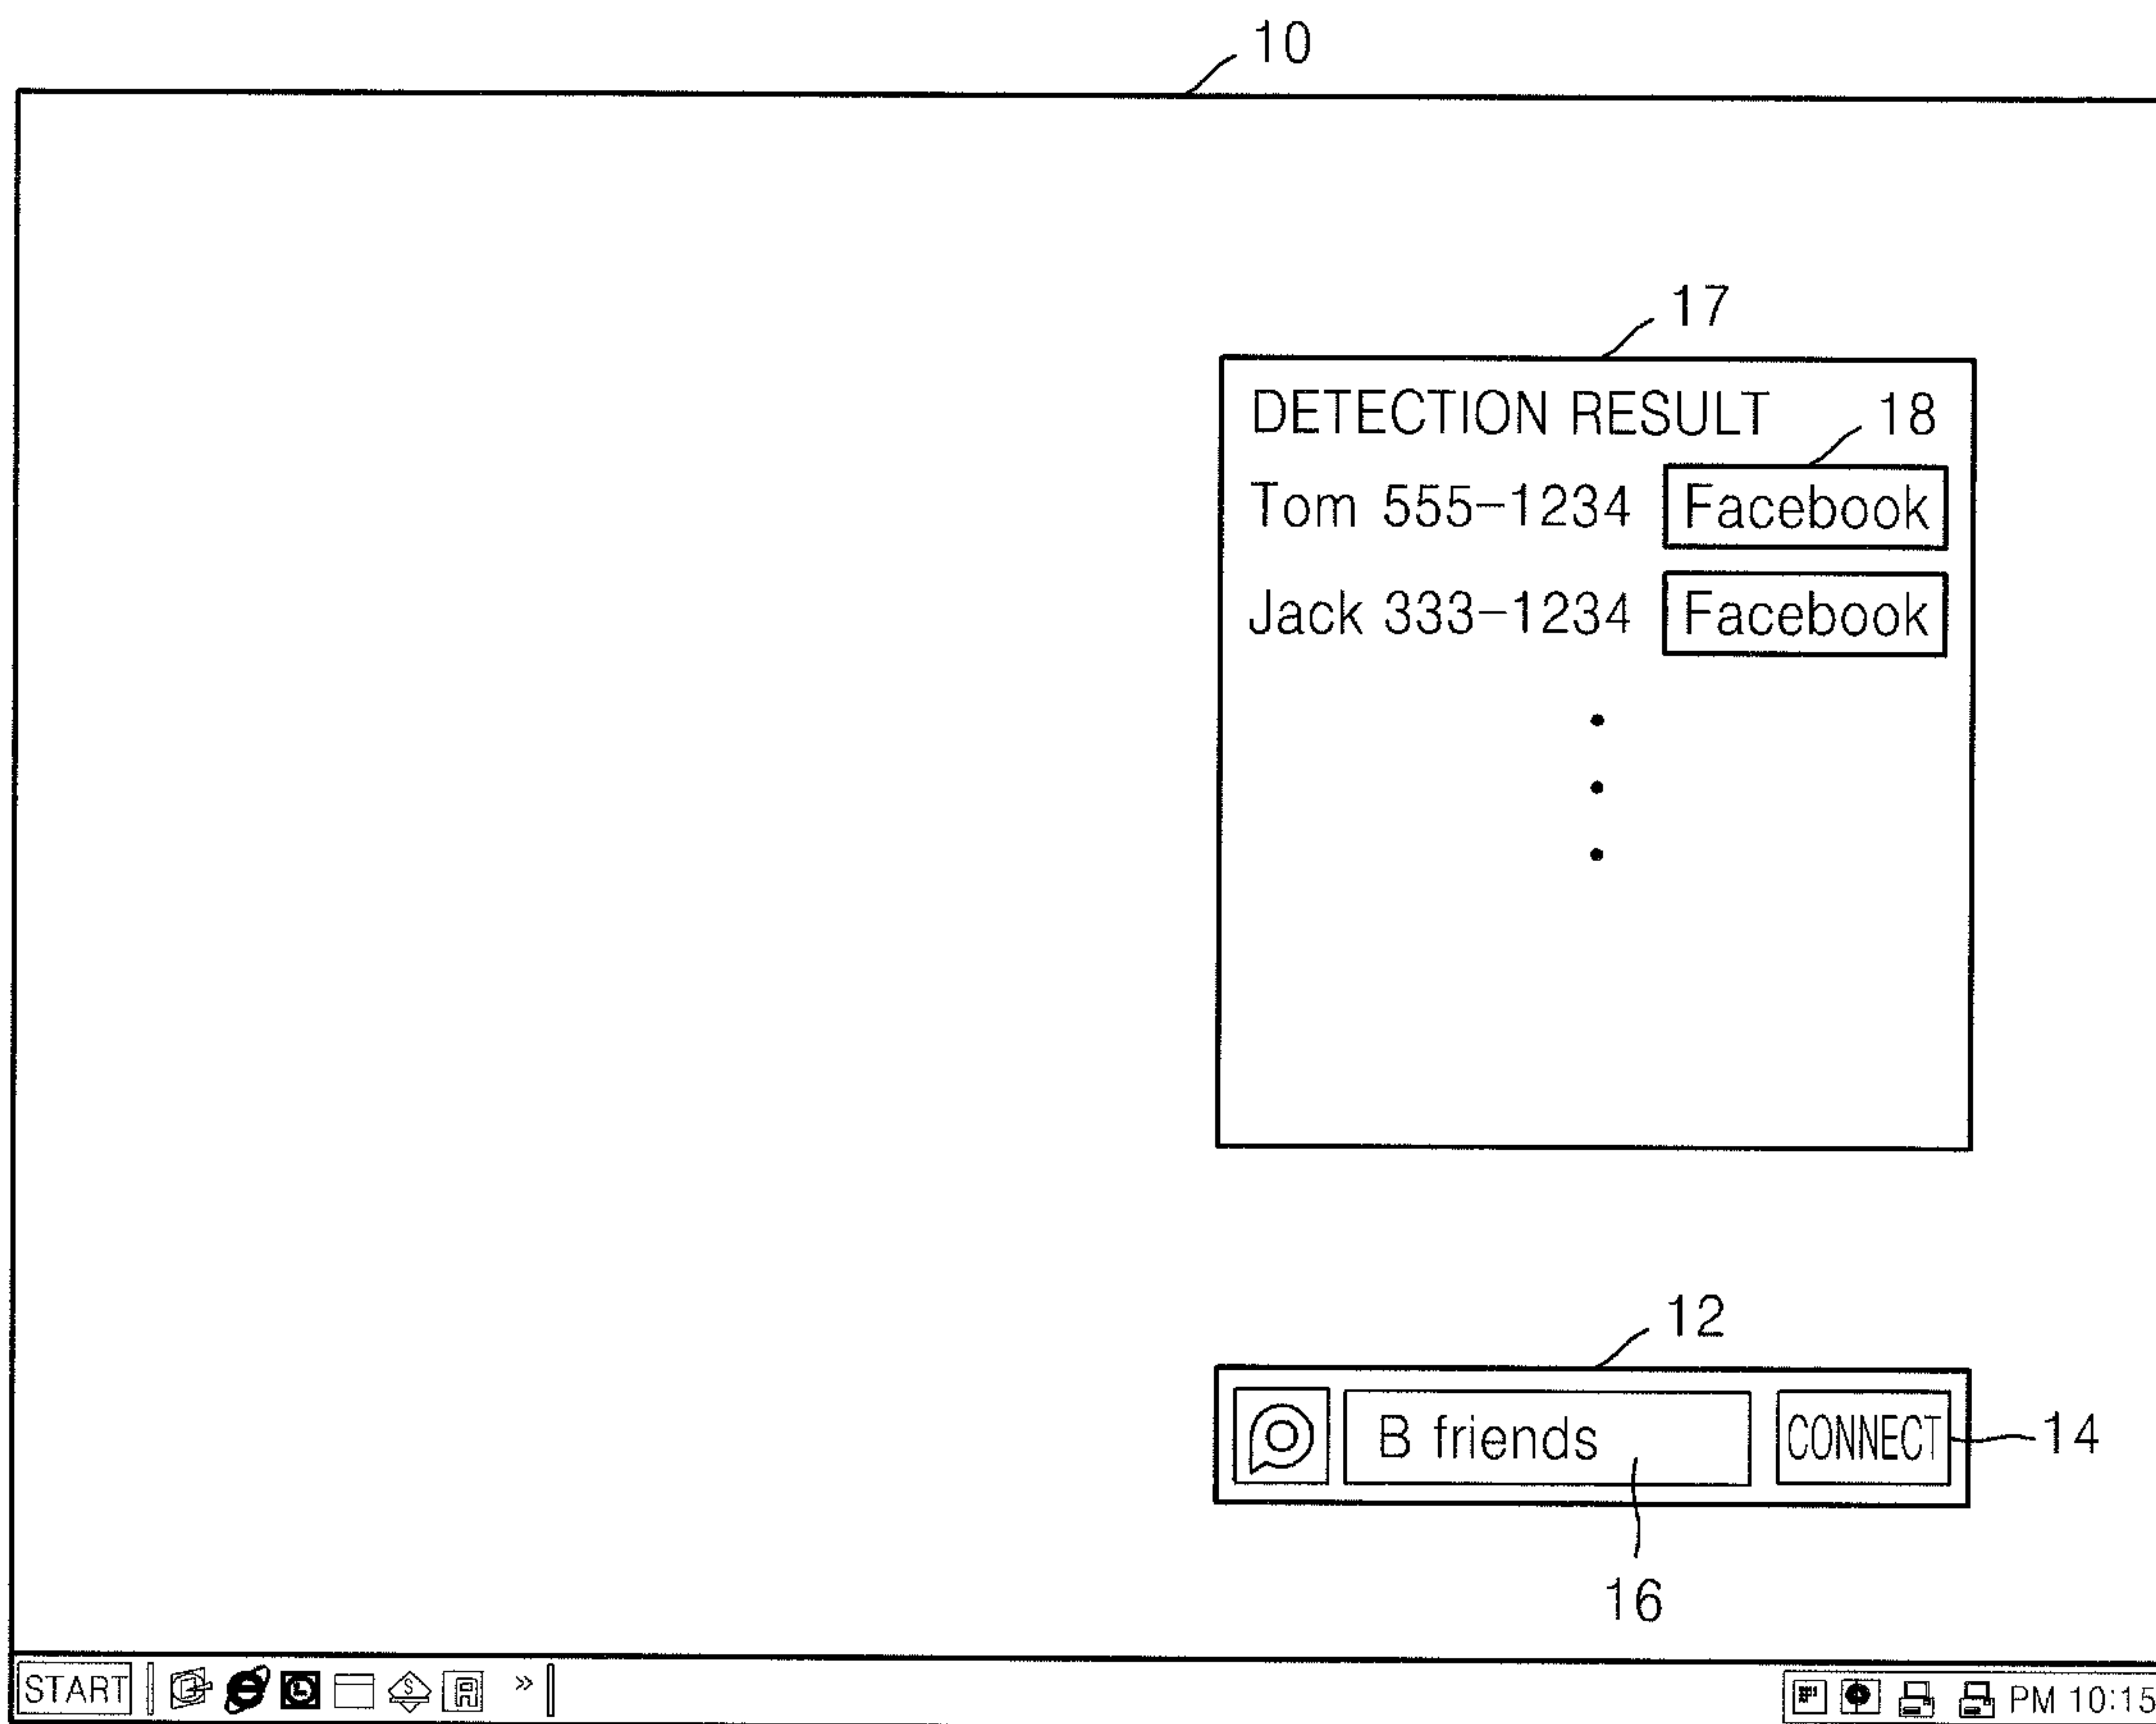 10
17
DETECTION RESULT 18
Tom 555-1234 Facebook
Jack 333-1234 Facebook
12
B friends CONNECT 14
16
START » PM 10:15